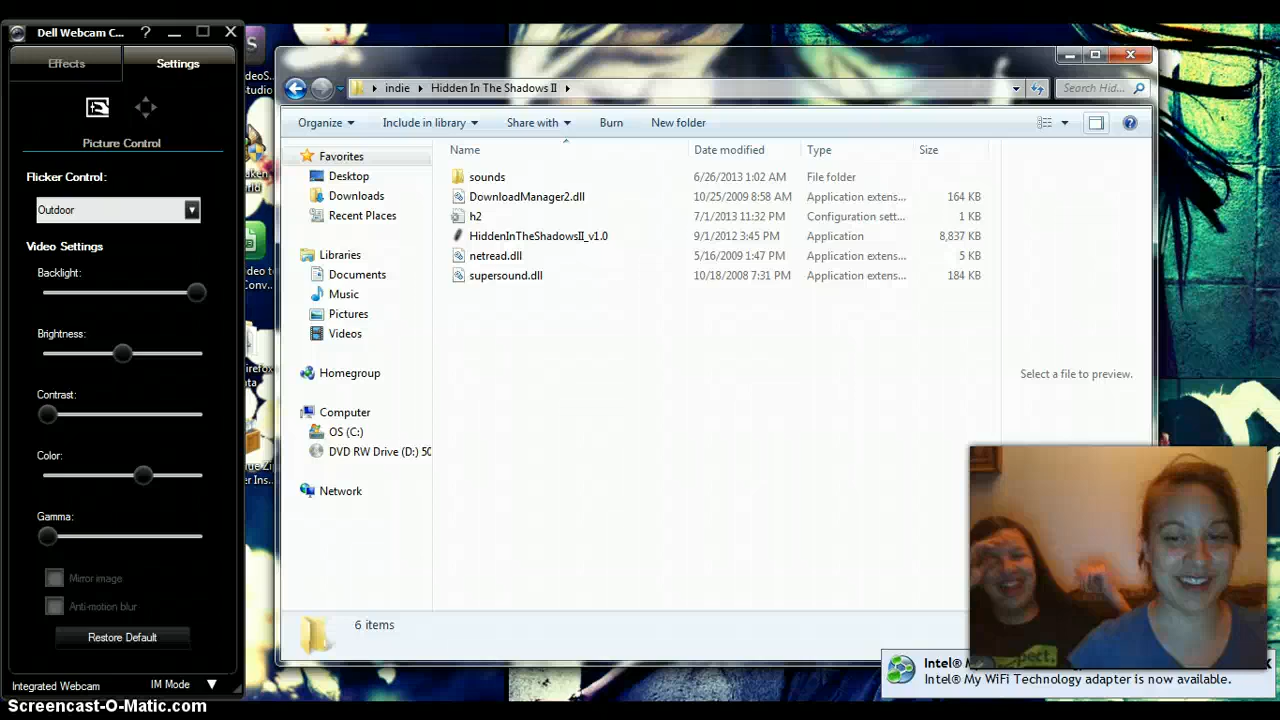 Dell Webcam C... ?
Effects Settings
Picture Control
Flicker Control:
Outdoor
Video Settings
Backlight:
Brightness:
Contrast:
Color:
Gamma:
Mirror image
Anti-motion blur
Restore Default
Integrated Webcam IM Mode
Screencast-O-Matic.com
indie Hidden In The Shadows II Search Hid...
Organize Include in library Share with Burn New folder
Name Date modified Type Size
sounds 6/26/2013 1:02 AM File folder
DownloadManager2.dll 10/25/2009 8:58 AM Application extens... 164 KB
h2 7/1/2013 11:32 PM Configuration sett... 1 KB
HiddenInTheShadowsII_v1.0 9/1/2012 3:45 PM Application 8,837 KB
netread.dll 5/16/2009 1:47 PM Application extens... 5 KB
supersound.dll 10/18/2008 7:31 PM Application extens... 184 KB
Favorites
Desktop
Downloads
Recent Places
Libraries
Documents
Music
Pictures
Videos
Homegroup
Computer
OS (C:)
DVD RW Drive (D:) 50
Network
Select a file to preview.
6 items
Intel® M
Intel® My WiFi Technology adapter is now available.